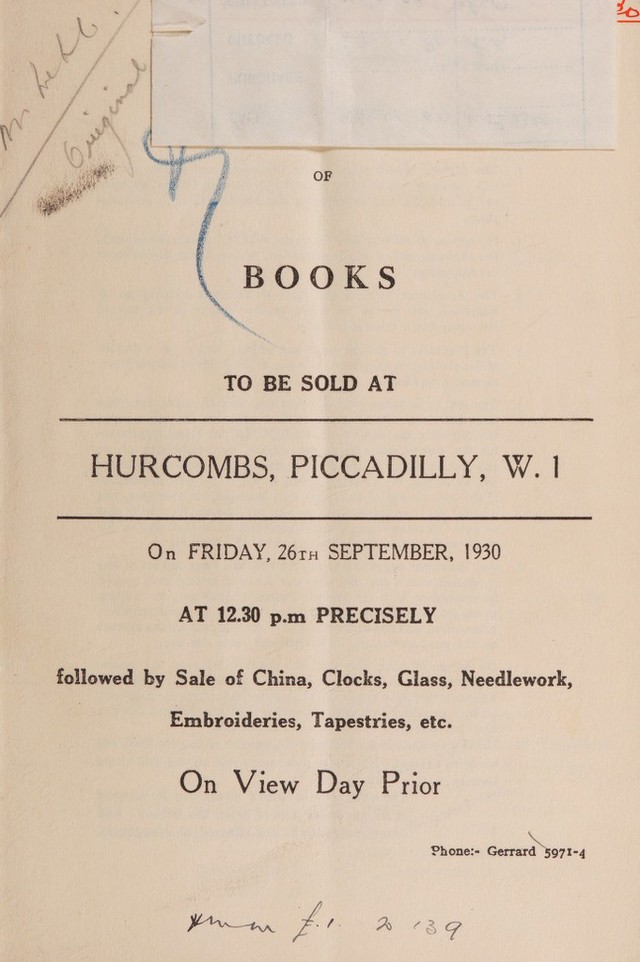 Original
OF
BOOKS
TO BE SOLD AT
HURCOMBS, PICCADILLY, W. 1
On FRIDAY, 26TH SEPTEMBER, 1930
AT 12.30 p.m PRECISELY
followed by Sale of China, Clocks, Glass, Needlework,
Embroideries, Tapestries, etc.
On View Day Prior
Phone:- Gerrard 5971-4